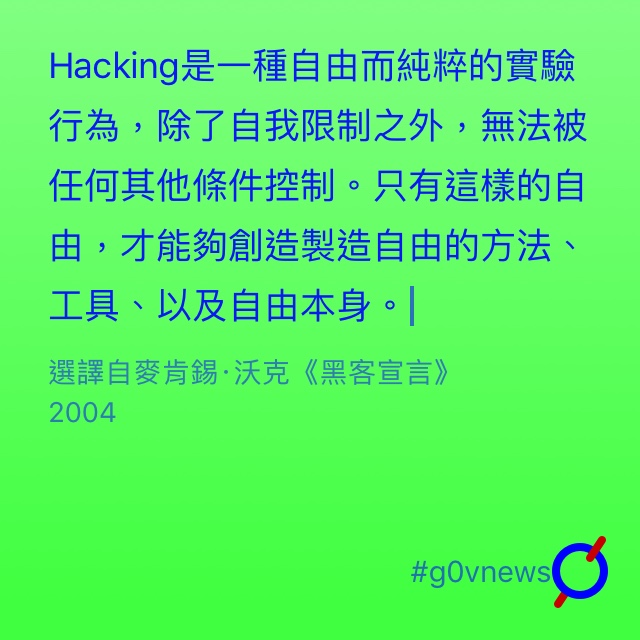 Hacking是一種自由而純粹的實驗
行為，除了自我限制之外，無法被
任何其他條件控制。只有這樣的自
由，才能夠創造製造自由的方法、
工具、以及自由本身。
選譯自麥肯錫·沃克《黑客宣言》
2004
#g0vnews